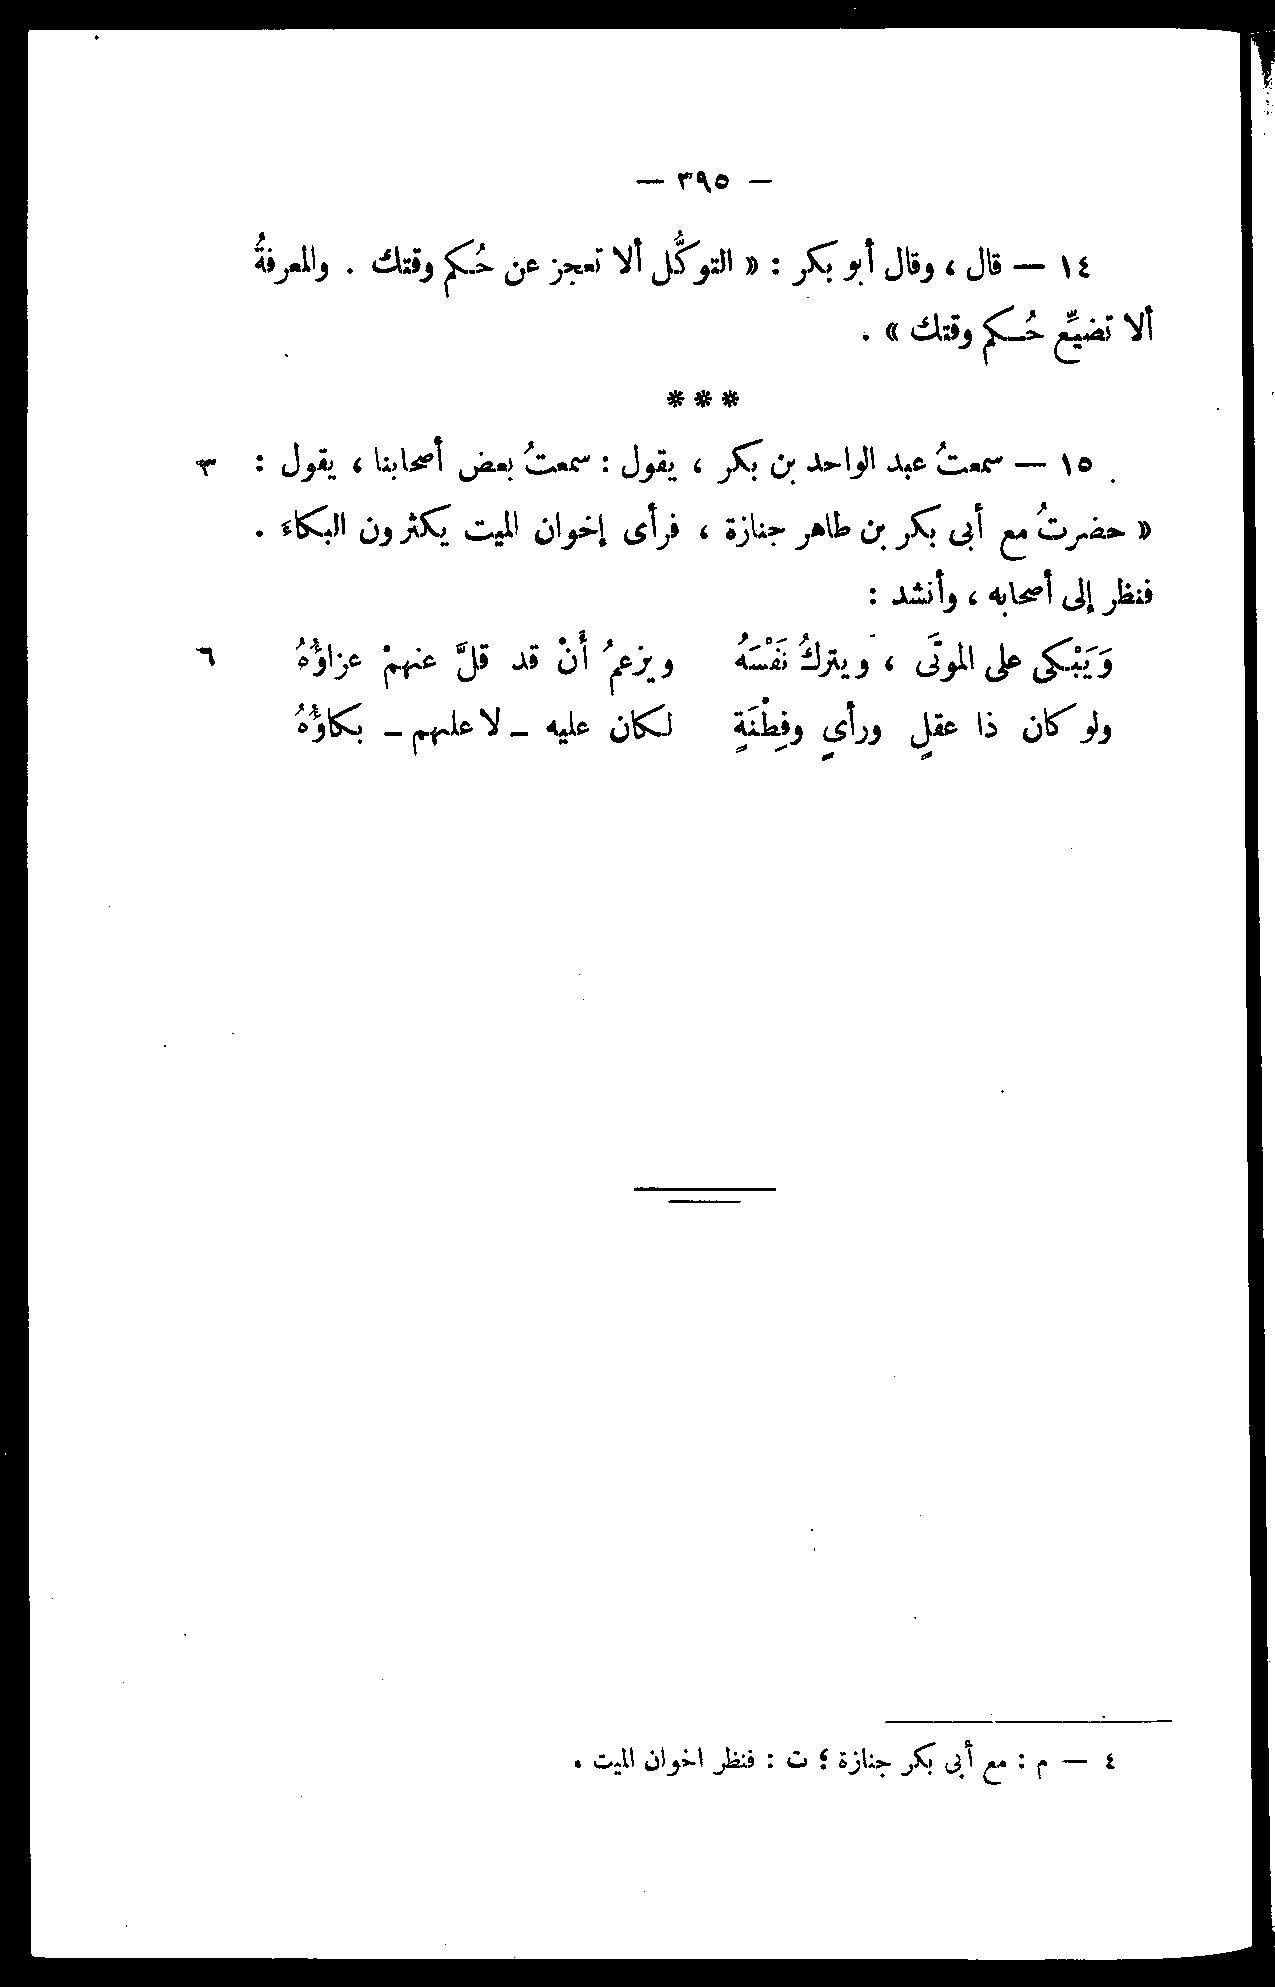 — ٣٩٥ —
١٤ — قال ، وقال أبو بكر : « التوكُّل ألا تعجز عن حُكم وقتك . والمعرفةُ
ألا تضيِّع حُكم وقتك » .
***
١٥ — سمعتُ عبد الواحد بن بكر ، يقول : سمعتُ بعض أصحابنا ، يقول : ٣
« حضرتُ مع أبى بكر بن طاهر جنازة ، فرأى إخوان الميت يكثرون البكاءَ .
فنظر إلى أصحابه ، وأنشد :
وَيَبْكى على الموتَى ، ويتركُ نَفْسَهُ ويزعمُ أَنْ قد قلَّ عنهمْ عزاؤُهُ ٦
ولو كان ذا عقلٍ ورأىٍ وفِطْنَةٍ لكان عليه ـ لا عليهم ـ بكاؤُهُ
٤ — م : مع أبى بكر جنازة ؛ ت : فنظر اخوان الميت .